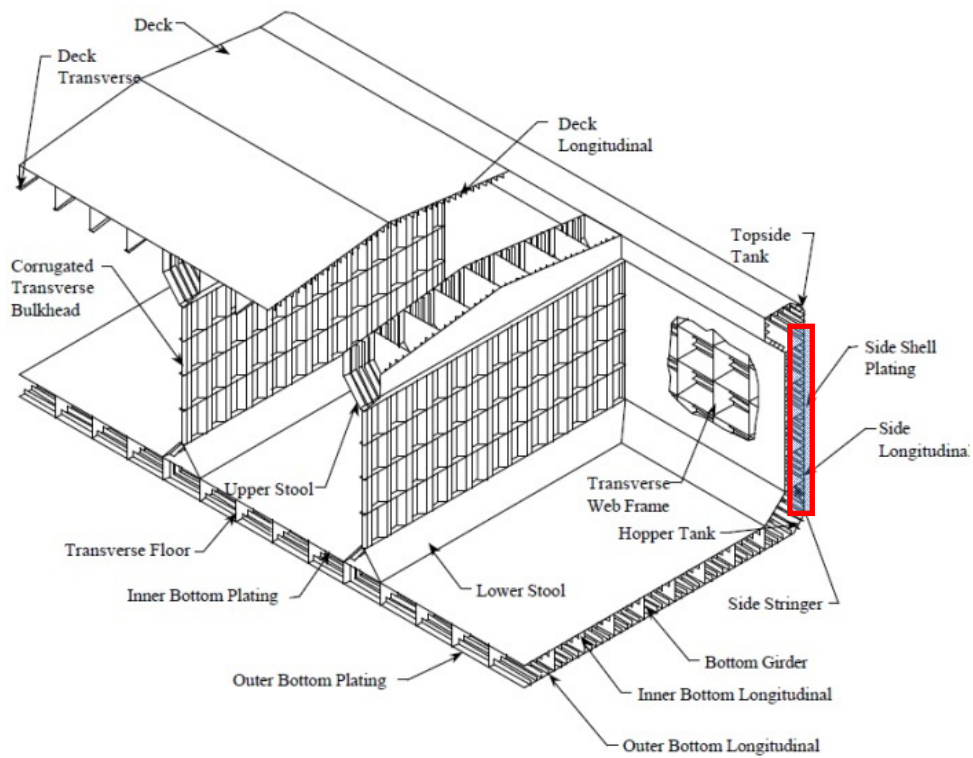 Deck
Deck
Transverse
Deck
Longitudinal
Topside
Tank
Corrugated
Transverse
Bulkhead
Side Shell
Plating
Side
Longitudinal
Upper Stool
Transverse
Web Frame
Hopper Tank
Transverse Floor
Inner Bottom Plating
Lower Stool
Side Stringer
Outer Bottom Plating
Bottom Girder
Inner Bottom Longitudinal
Outer Bottom Longitudinal